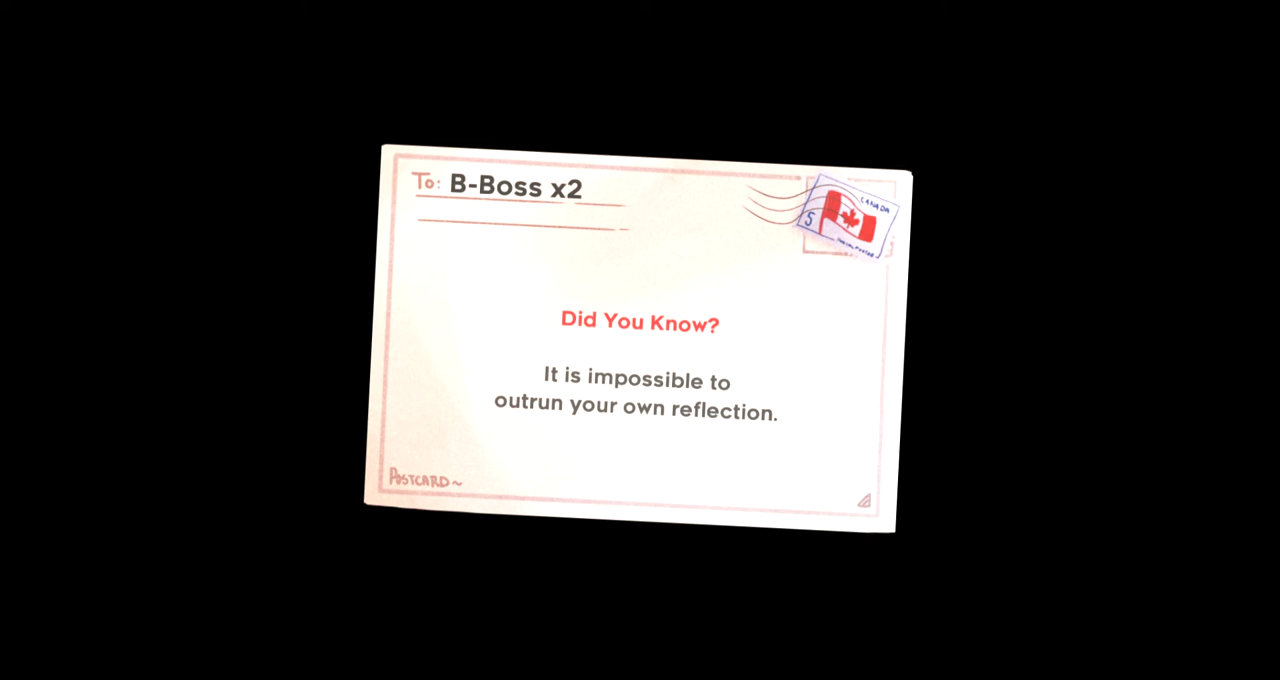 To: B-Boss x2
CANADA
5
Did You Know?
It is impossible to
outrun your own reflection.
POSTCARD~